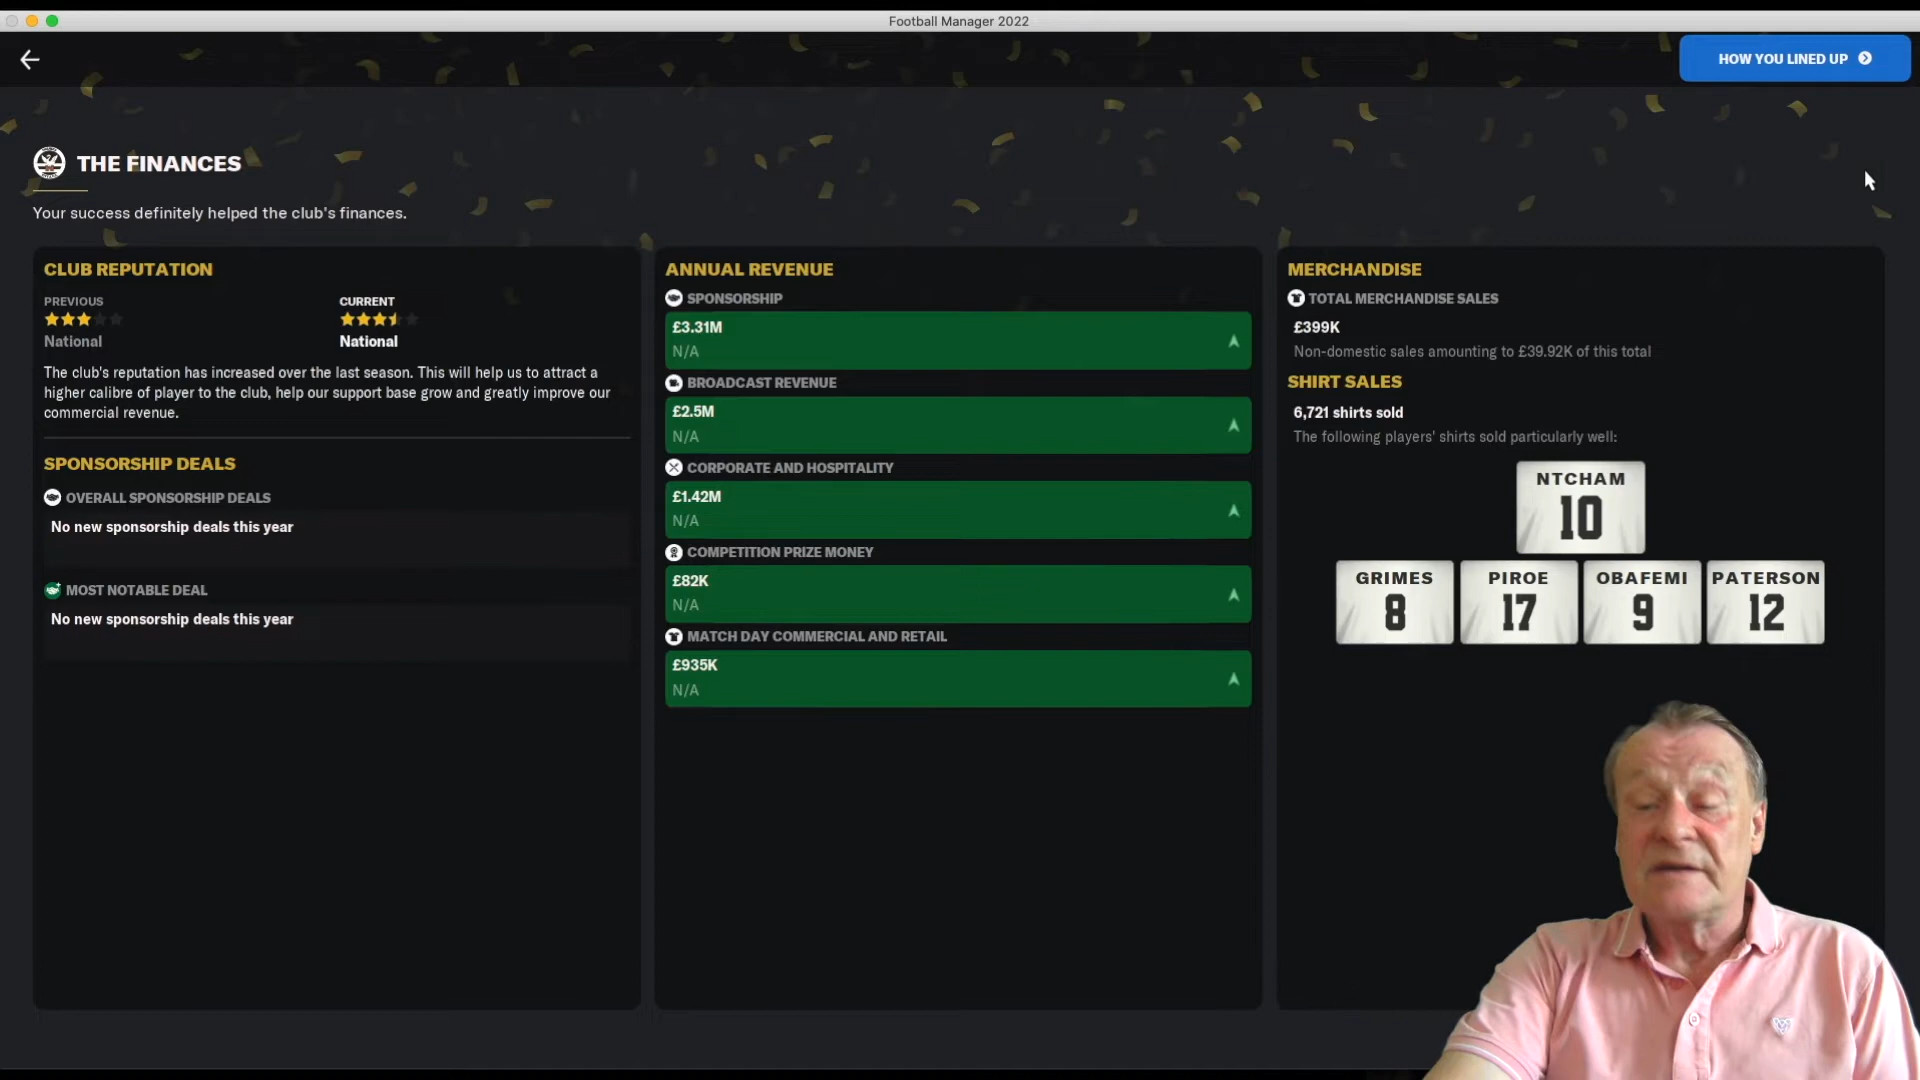 Football Manager 2022
HOW YOU LINED UP
THE FINANCES
Your success definitely helped the club's finances.
CLUB REPUTATION
PREVIOUS
National
CURRENT
National
The club's reputation has increased over the last season. This will help us to attract a
higher calibre of player to the club, help our support base grow and greatly improve our
commercial revenue.
SPONSORSHIP DEALS
OVERALL SPONSORSHIP DEALS
No new sponsorship deals this year
MOST NOTABLE DEAL
No new sponsorship deals this year
ANNUAL REVENUE
SPONSORSHIP
£3.31M
N/A
BROADCAST REVENUE
£2.5M
N/A
CORPORATE AND HOSPITALITY
£1.42M
N/A
COMPETITION PRIZE MONEY
£82K
N/A
MATCH DAY COMMERCIAL AND RETAIL
£935K
N/A
MERCHANDISE
TOTAL MERCHANDISE SALES
£399K
Non-domestic sales amounting to £39.92K of this total
SHIRT SALES
6,721 shirts sold
The following players' shirts sold particularly well:
NTCHAM
10
GRIMES
8
PIROE
17
OBAFEMI
9
PATERSON
12